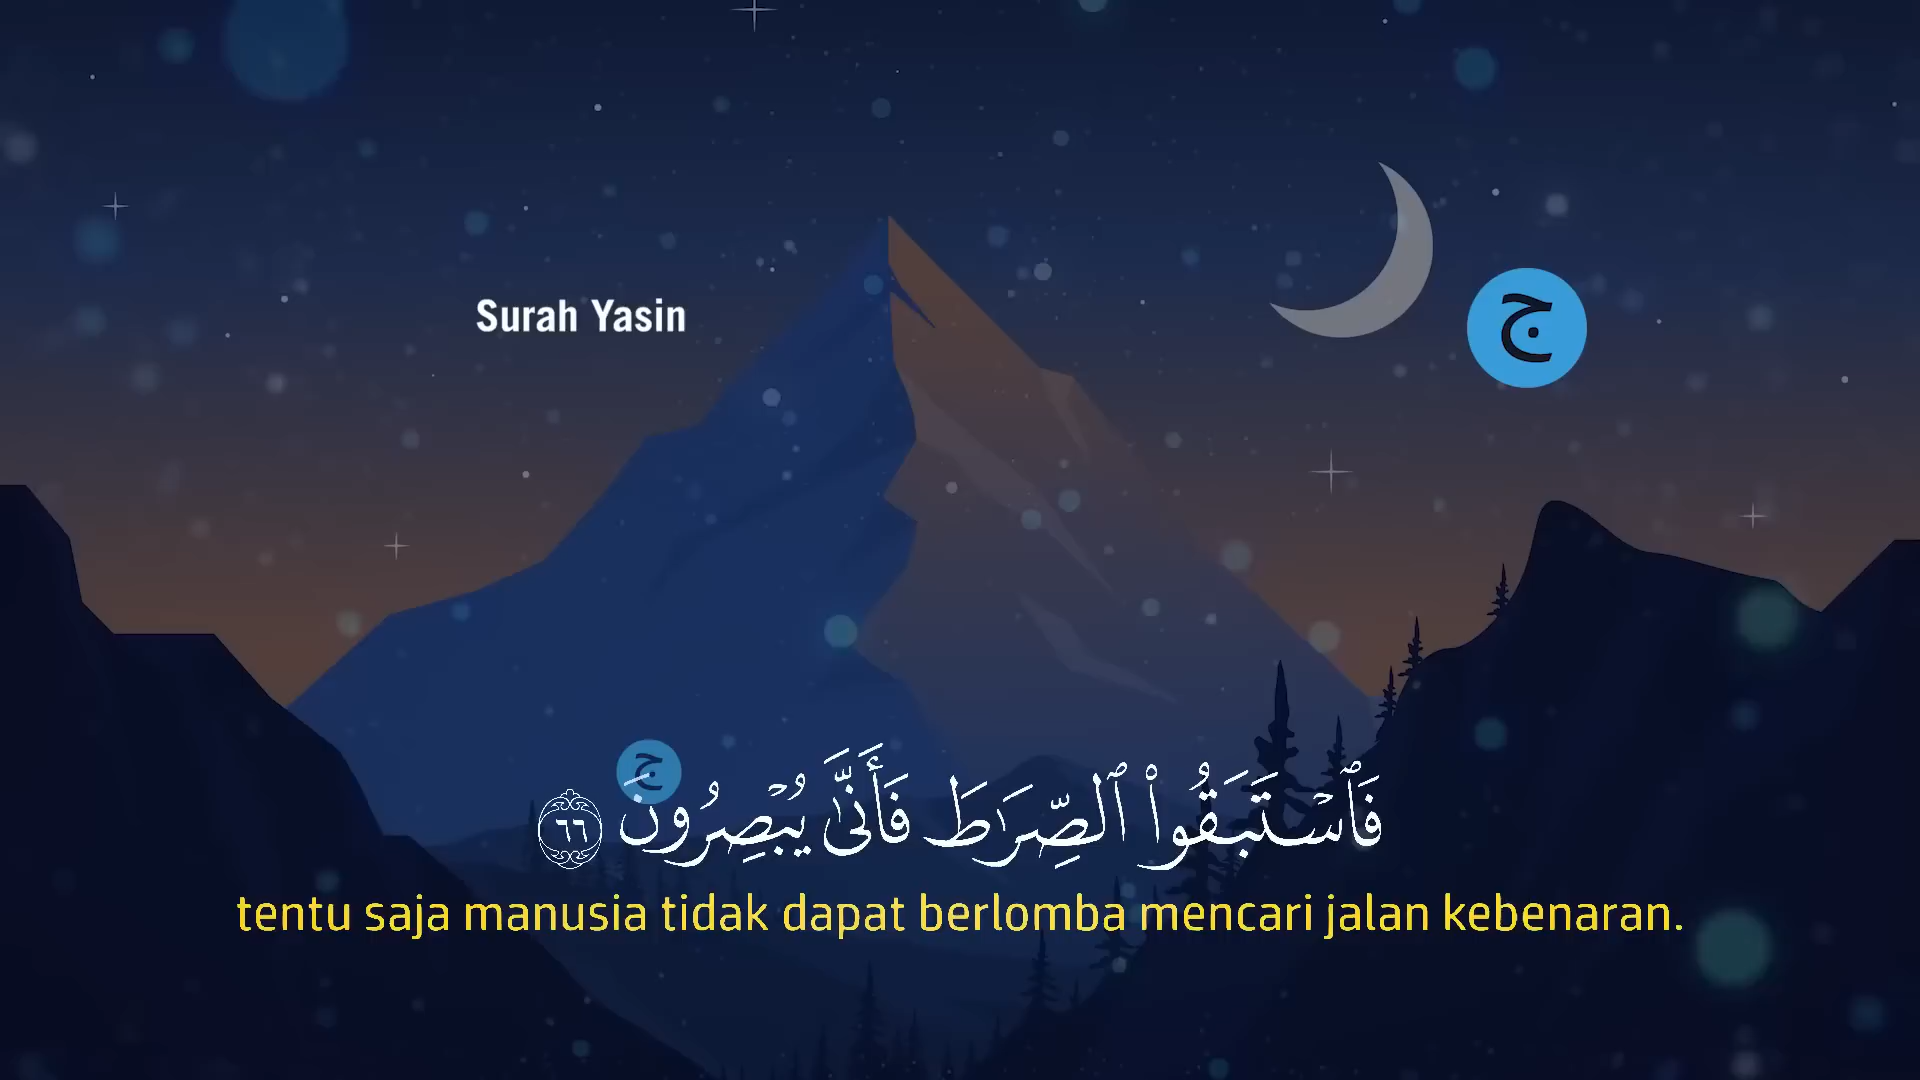 Surah Yasin
ج
ج
فَٱسْتَبَقُوا۟ ٱلصِّرَٰطَ فَأَنَّىٰ يُبْصِرُونَ ٦٦
tentu saja manusia tidak dapat berlomba mencari jalan kebenaran.